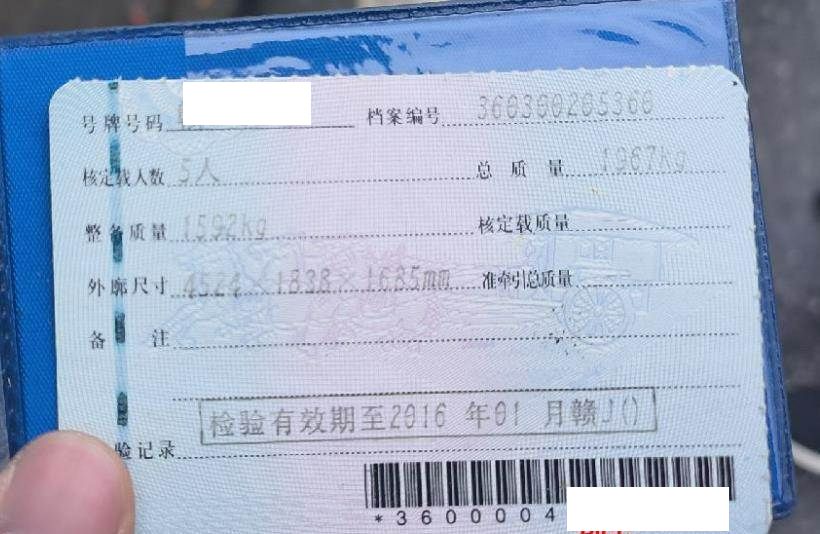 号牌号码 档案编号 360300205360
核定载人数 5人 总质量 1967kg
整备质量 1592kg 核定载质量
外廓尺寸 4524×1838×1685mm 准牵引总质量
备注
检验有效期至2016年01月赣J()
验记录
*3600004